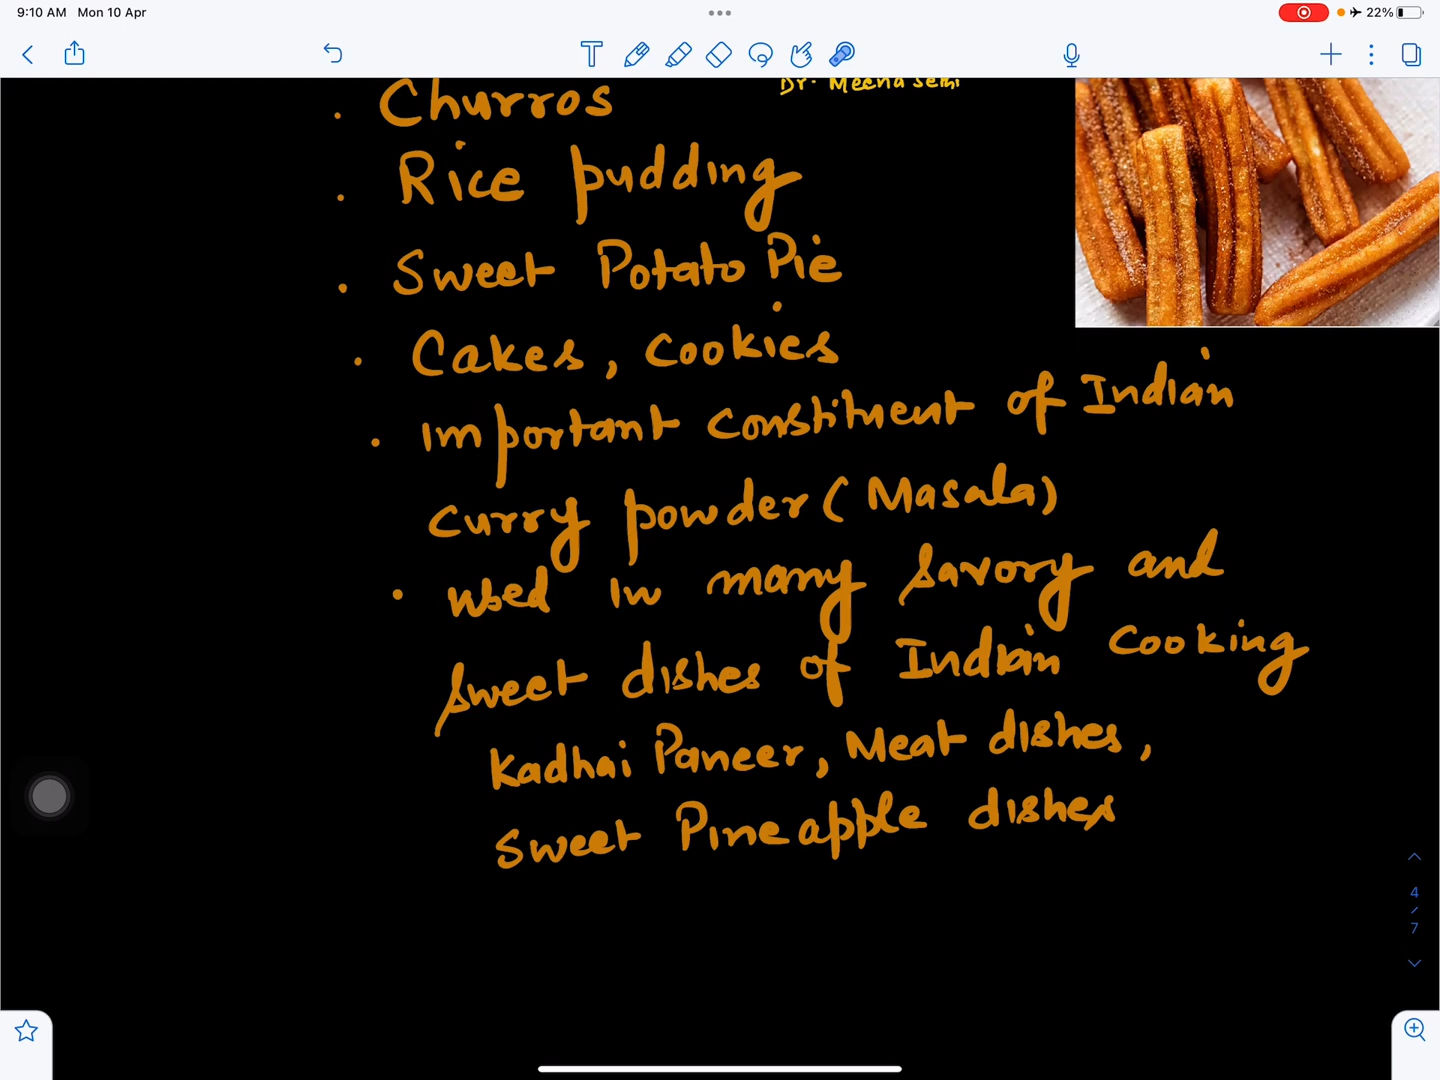 9:10 AM Mon 10 Apr
22%
T
Dr. Meena Sethi
. Churros
. Rice pudding
. Sweet Potato Pie
. Cakes, Cookies
. Important constituent of Indian
curry powder (Masala)
. Used in many savory and
sweet dishes of Indian Cooking
Kadhai Paneer, Meat dishes,
Sweet Pineapple dishes
4
/
7